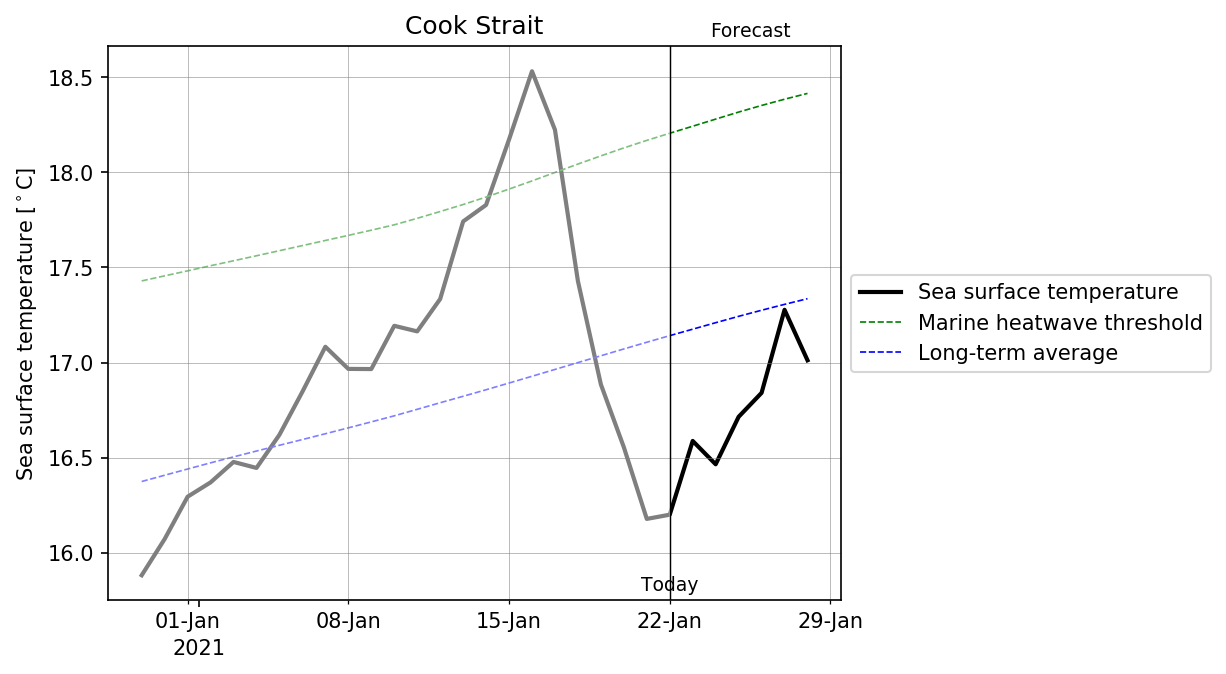 Cook Strait
Forecast
Sea surface temperature [°C]
18.5
18.0
17.5
17.0
16.5
16.0
Today
01-Jan
08-Jan
15-Jan
22-Jan
29-Jan
2021
Sea surface temperature
Marine heatwave threshold
Long-term average